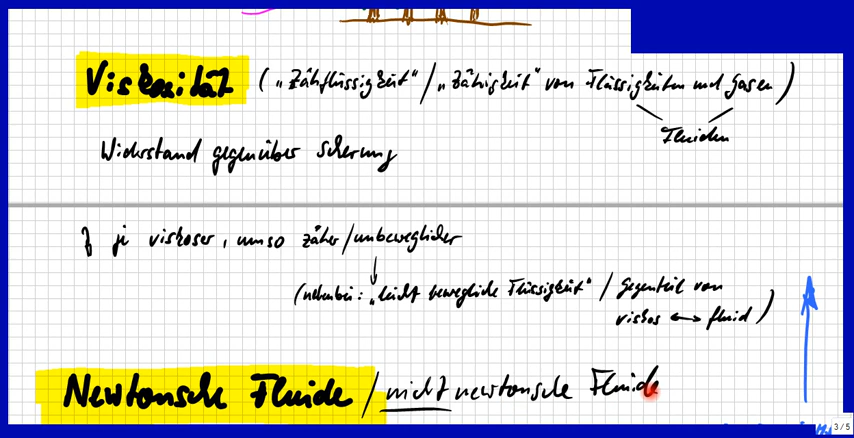 Viskosität („Zähflüssigkeit“ / „Zähigkeit“ von Flüssigkeiten und Gasen)
Fluiden
Widerstand gegenüber Scherung
je viskoser, umso zäher / unbeweglicher
(nebenbei: „leicht bewegliche Flüssigkeit“ / Gegenteil von
viskos ↔ fluid)
Newtonsche Fluide / nicht newtonsche Fluide
3 / 5